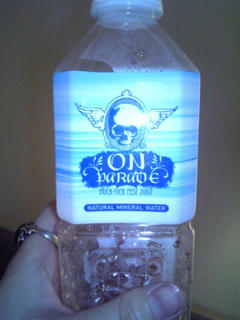 ON
PARADE
BUCK-TICK FEST 2007
NATURAL MINERAL WATER